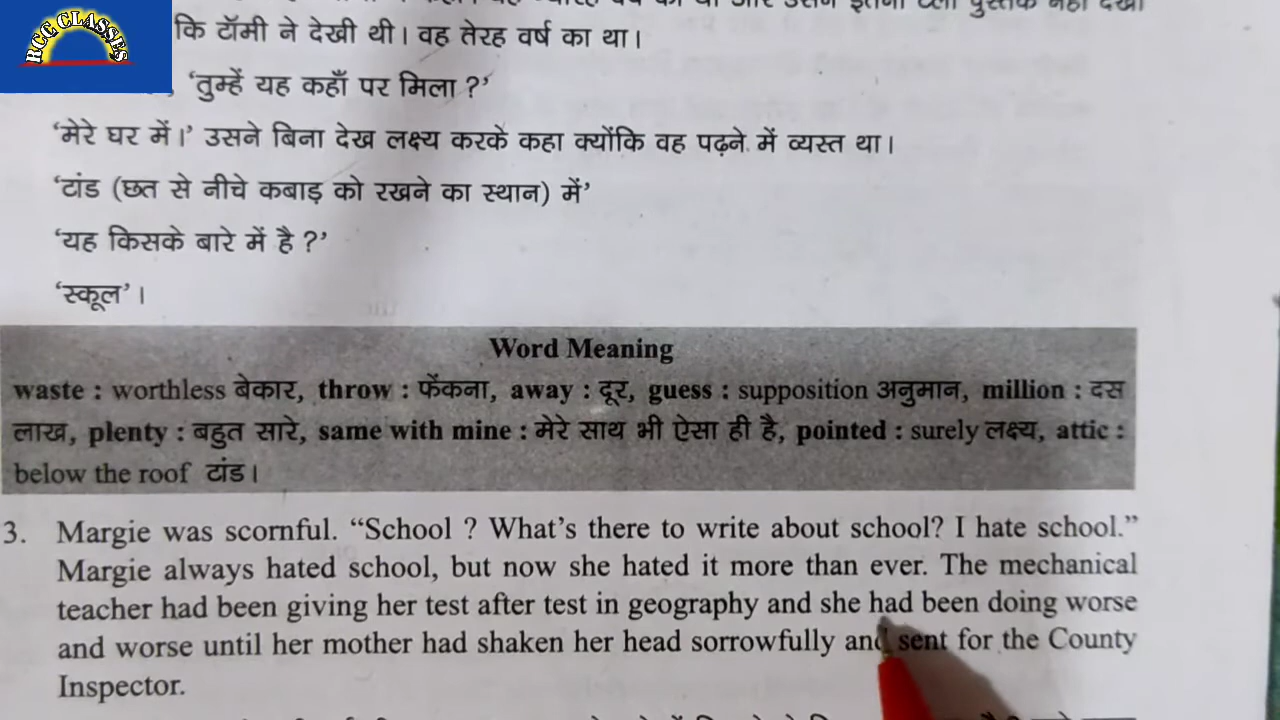 RCG CLASSES
कि टॉमी ने देखी थी। वह तेरह वर्ष का था।
'तुम्हें यह कहाँ पर मिला ?'
'मेरे घर में।' उसने बिना देख लक्ष्य करके कहा क्योंकि वह पढ़ने में व्यस्त था।
'टांड (छत से नीचे कबाड़ को रखने का स्थान) में'
'यह किसके बारे में है ?'
'स्कूल'।
Word Meaning
waste : worthless बेकार, throw : फेंकना, away : दूर, guess : supposition अनुमान, million : दस
लाख, plenty : बहुत सारे, same with mine : मेरे साथ भी ऐसा ही है, pointed : surely लक्ष्य, attic :
below the roof टांड।
3. Margie was scornful. “School ? What’s there to write about school? I hate school.”
Margie always hated school, but now she hated it more than ever. The mechanical
teacher had been giving her test after test in geography and she had been doing worse
and worse until her mother had shaken her head sorrowfully and sent for the County
Inspector.